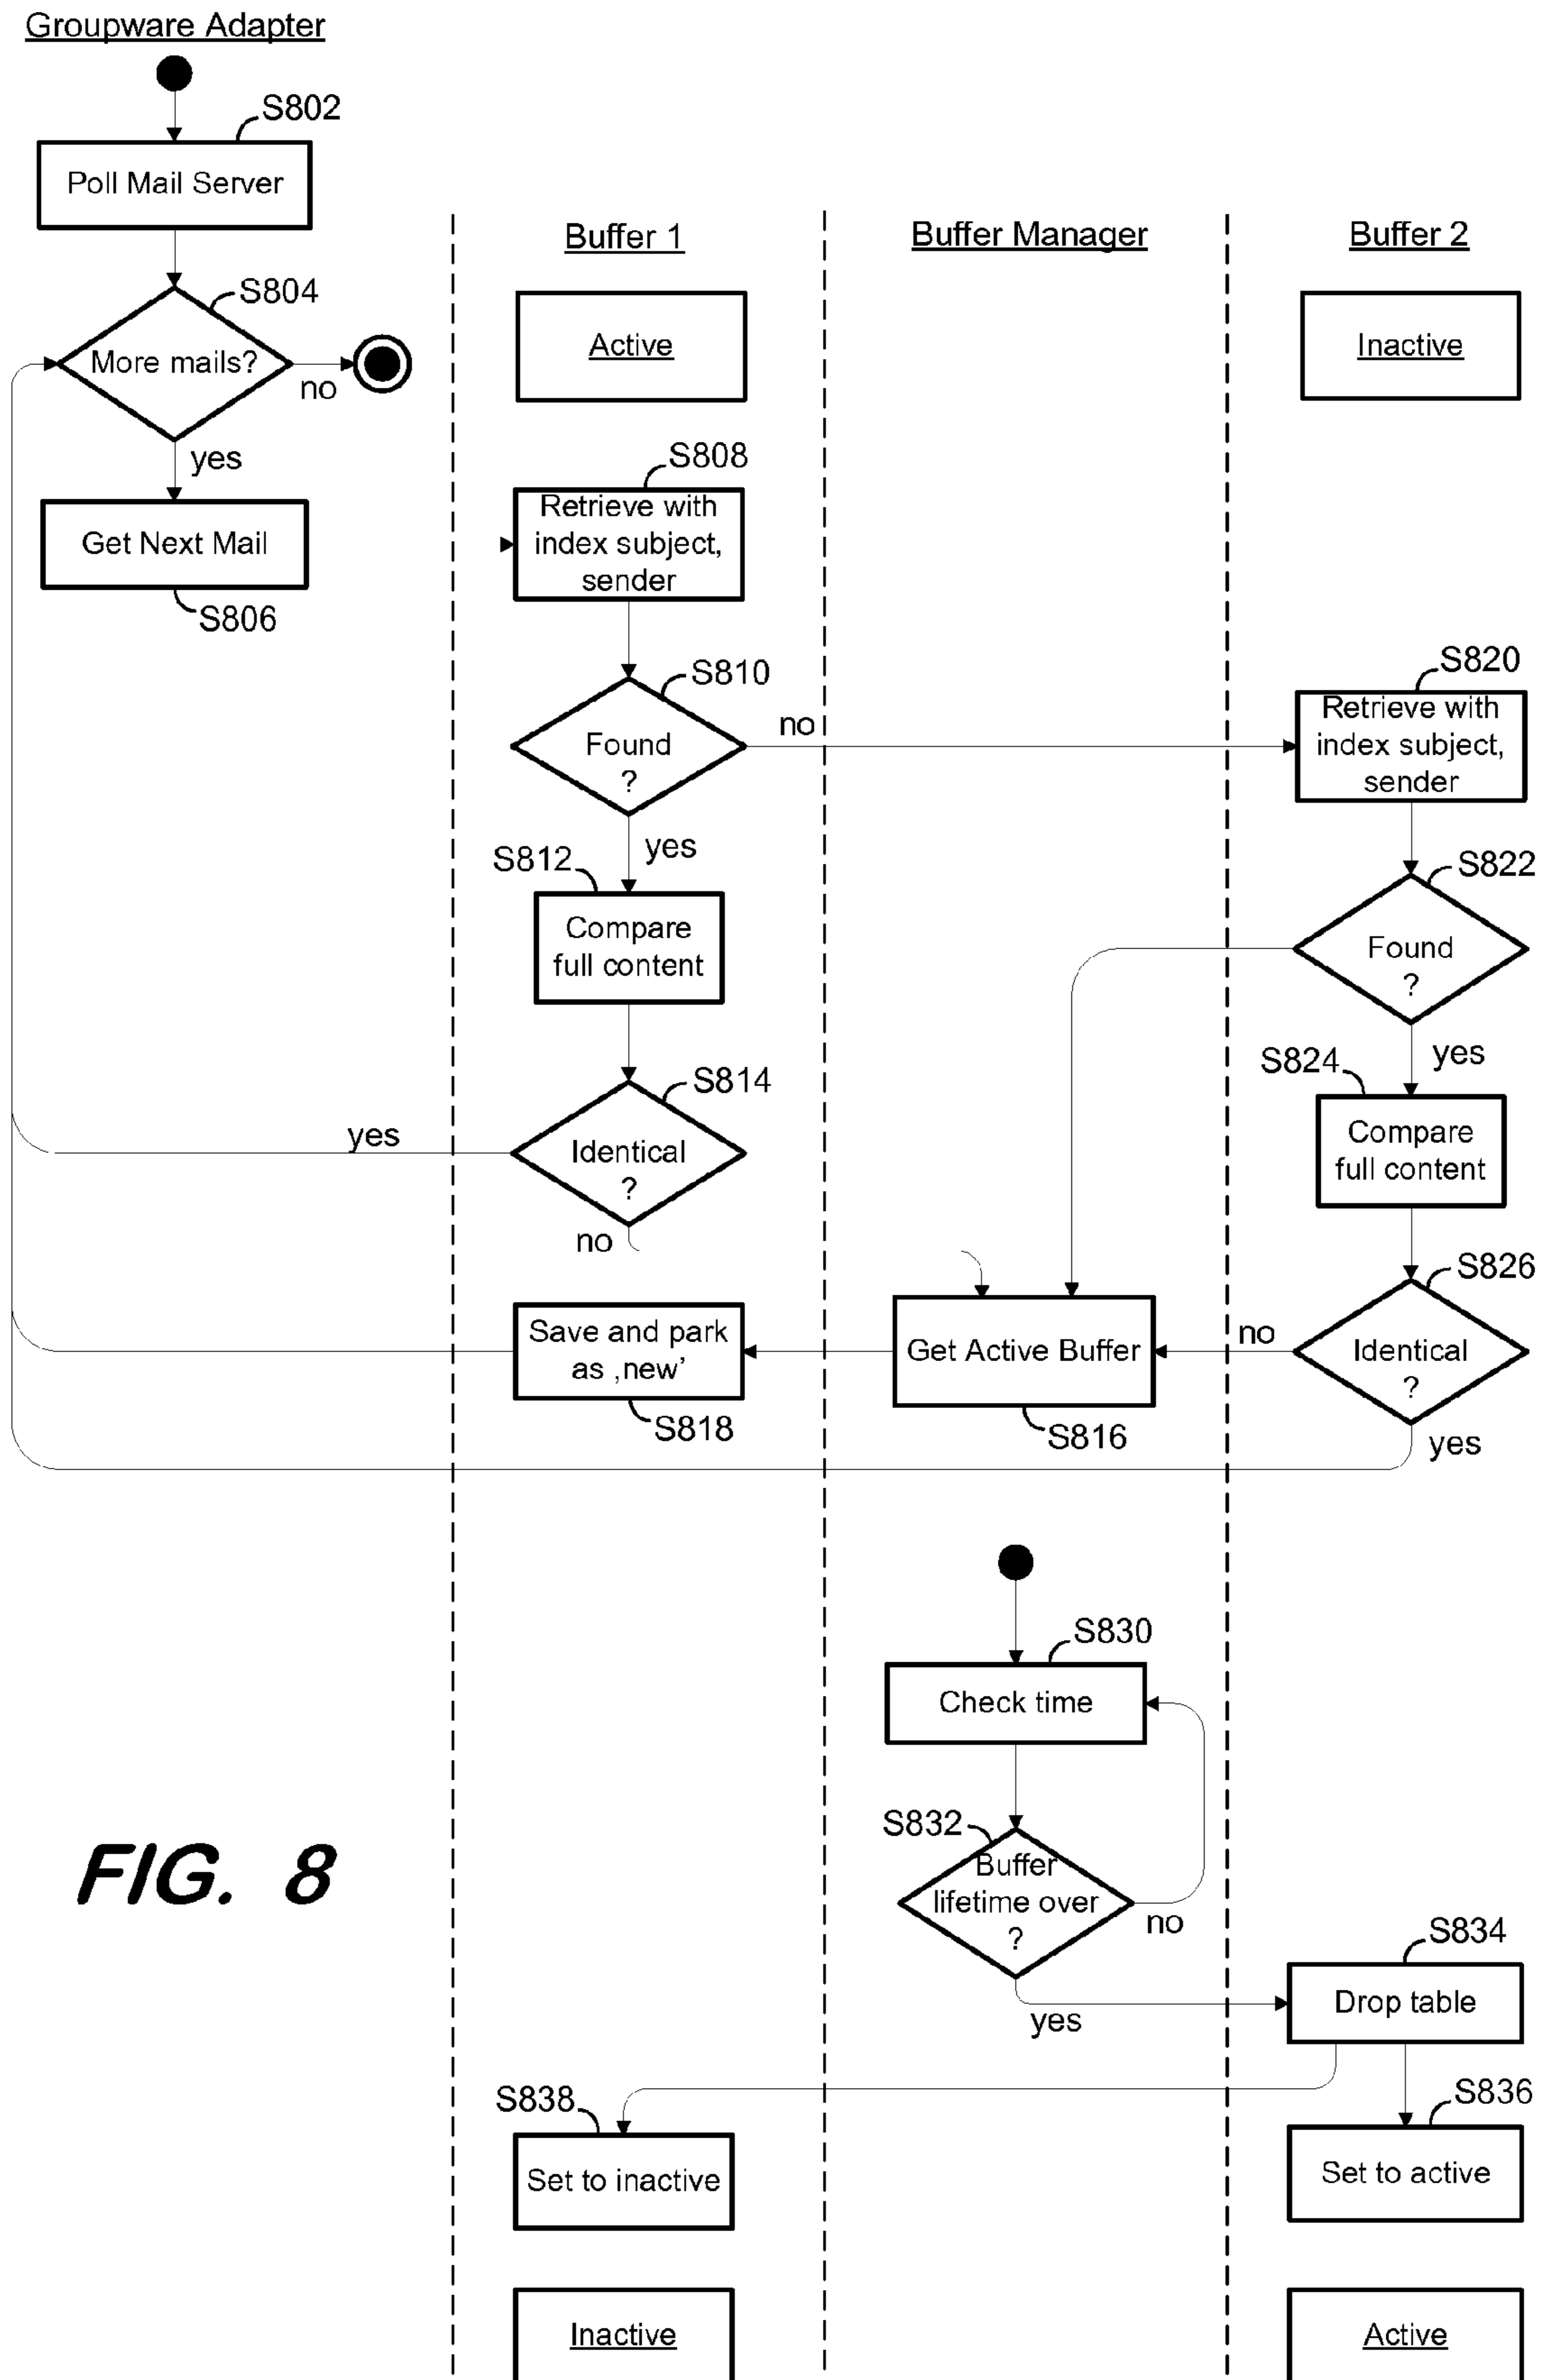 Groupware Adapter
S802
Poll Mail Server
Buffer 1
Buffer Manager
Buffer 2
S804
More mails?
no
Active
Inactive
yes
S808
Retrieve with
index subject,
sender
Get Next Mail
S806
S810
Found
?
no
S820
Retrieve with
index subject,
sender
yes
S812
Compare
full content
S822
Found
?
yes
S814
Identical
?
yes
no
S824
Compare
full content
S826
Identical
?
no
yes
Get Active Buffer
S816
Save and park
as ‚new’
S818
S830
Check time
S832
Buffer
lifetime over
?
no
yes
FIG. 8
S834
Drop table
S836
Set to active
S838
Set to inactive
Inactive
Active